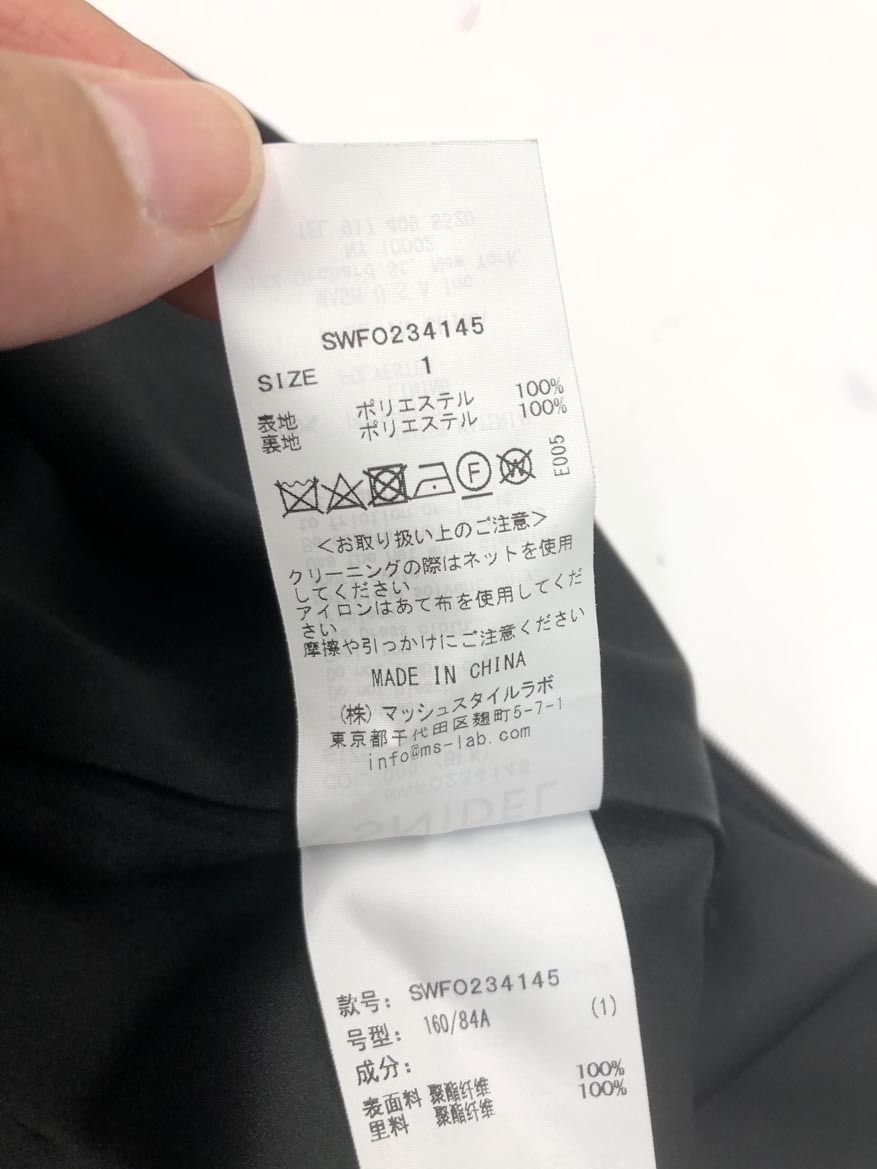 SWFO234145
SIZE 1
表地 ポリエステル 100%
裏地 ポリエステル 100%
E005
F
W
<お取り扱い上のご注意>
クリーニングの際はネットを使用
してください
アイロンはあて布を使用してくだ
さい
摩擦や引っかけにご注意ください
MADE IN CHINA
(株) マッシュスタイルラボ
東京都千代田区麹町5-7-1
info@ms-lab.com
SNIDEL
款号: SWFO234145
号型: 160/84A (1)
成分:
表面料 聚酯纤维 100%
里料 聚酯纤维 100%